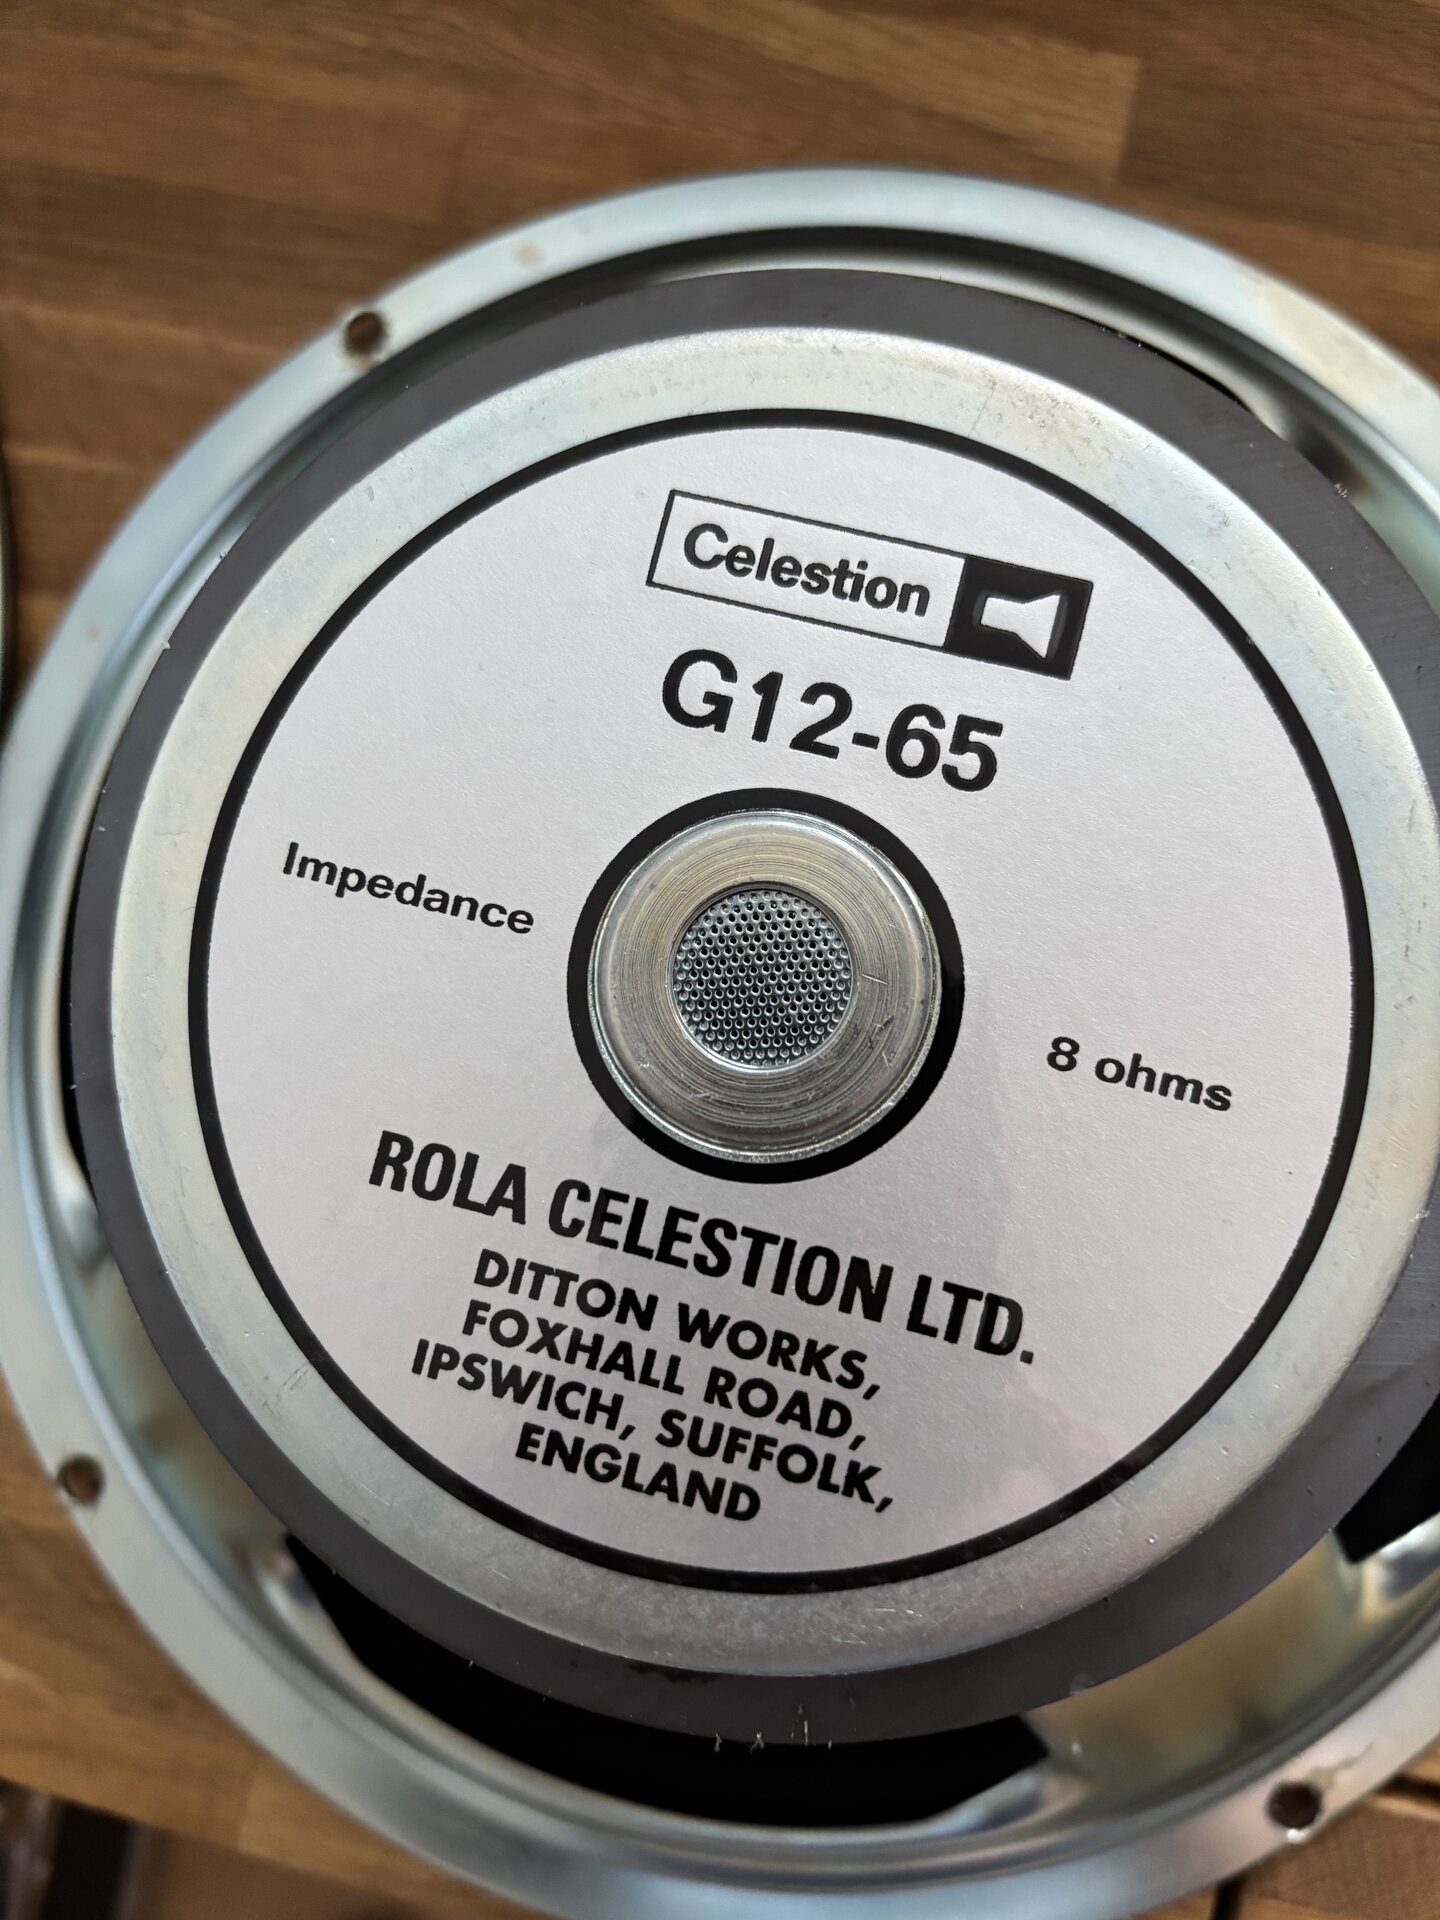 Celestion
G12-65
Impedance
8 ohms
ROLA CELESTION LTD.
DITTON WORKS,
FOXHALL ROAD,
IPSWICH, SUFFOLK,
ENGLAND